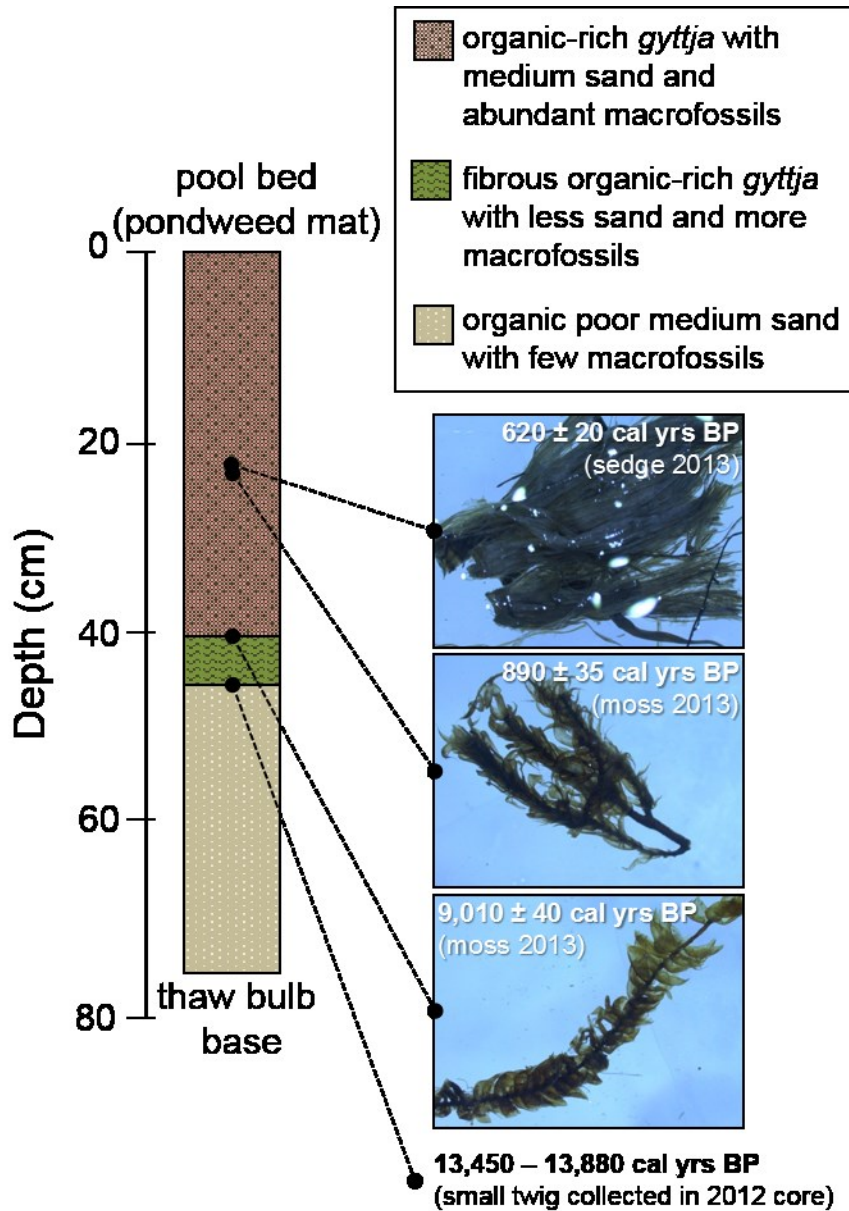 organic-rich gyttja with
medium sand and
abundant macrofossils
fibrous organic-rich gyttja
with less sand and more
macrofossils
organic poor medium sand
with few macrofossils
pool bed
(pondweed mat)
0
20
40
60
80
Depth (cm)
thaw bulb
base
620 ± 20 cal yrs BP
(sedge 2013)
890 ± 35 cal yrs BP
(moss 2013)
9,010 ± 40 cal yrs BP
(moss 2013)
13,450 – 13,880 cal yrs BP
(small twig collected in 2012 core)